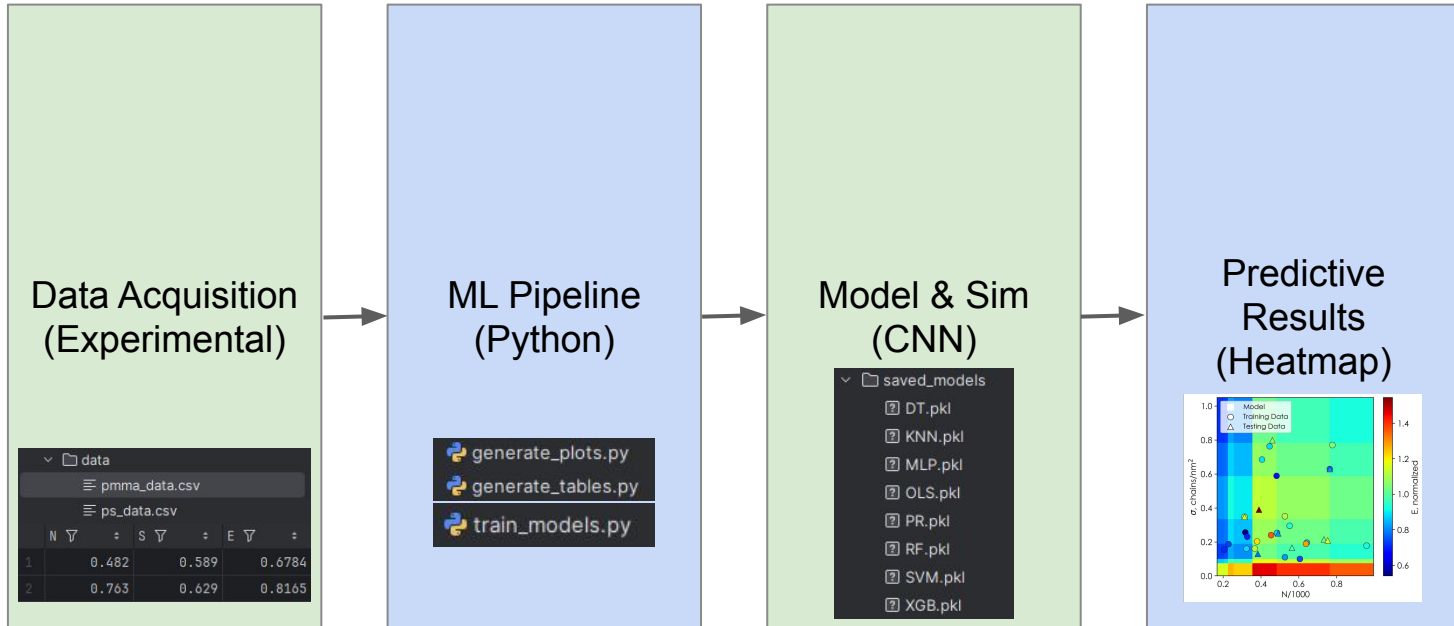 Data Acquisition
(Experimental)
data
pmma_data.csv
ps_data.csv
N S E
1 0.482 0.589 0.6784
2 0.763 0.629 0.8165
ML Pipeline
(Python)
generate_plots.py
generate_tables.py
train_models.py
Model & Sim
(CNN)
saved_models
DT.pkl
KNN.pkl
MLP.pkl
OLS.pkl
PR.pkl
RF.pkl
SVM.pkl
XGB.pkl
Predictive
Results
(Heatmap)
Model
Training Data
Testing Data
σ, chains/nm²
1.0
0.8
0.6
0.4
0.2
0.0
0.2 0.4 0.6 0.8
N/1000
1.4
1.2
1.0
0.8
0.6
E, normalized